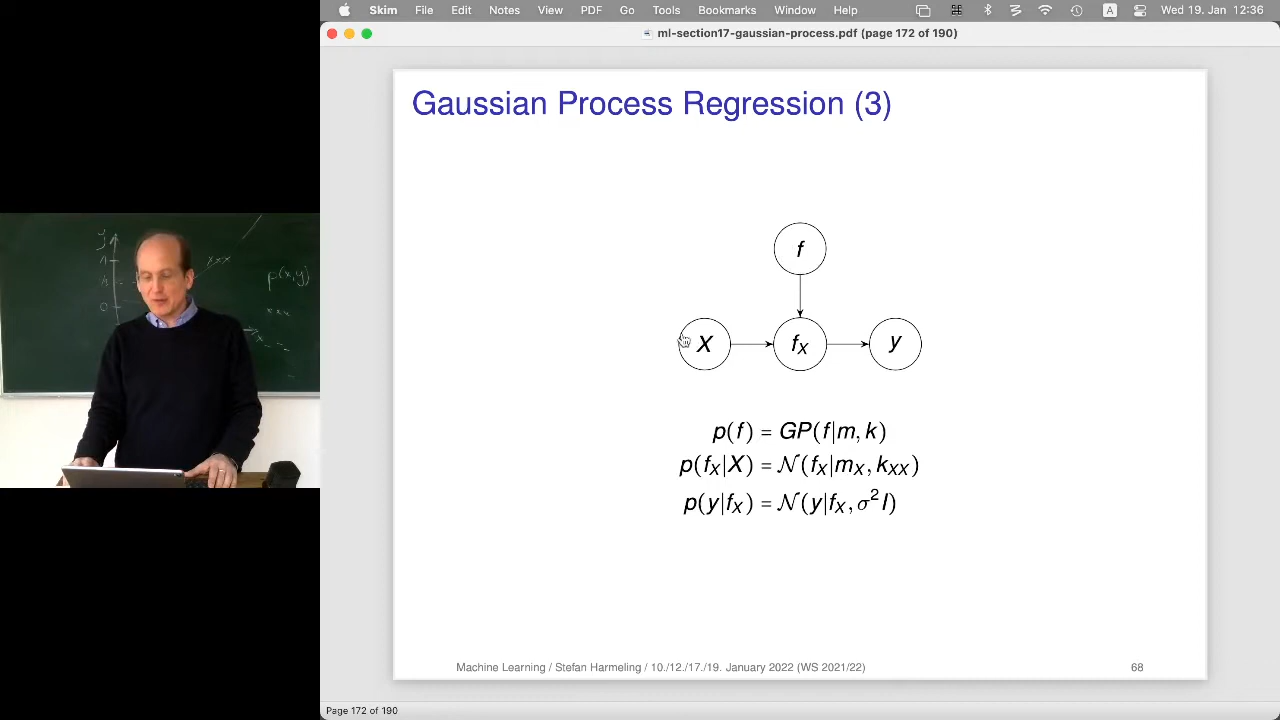 Skim File Edit Notes View PDF Go Tools Bookmarks Window Help A Wed 19. Jan 12:36
ml-section17-gaussian-process.pdf (page 172 of 190)
Gaussian Process Regression (3)
f
X f_X y
p(f) = GP(f|m, k)
p(f_X|X) = 𝒩(f_X|m_X, k_XX)
p(y|f_X) = 𝒩(y|f_X, σ²I)
Machine Learning / Stefan Harmeling / 10./12./17./19. January 2022 (WS 2021/22) 68
Page 172 of 190
y
p(x,y)
0
x